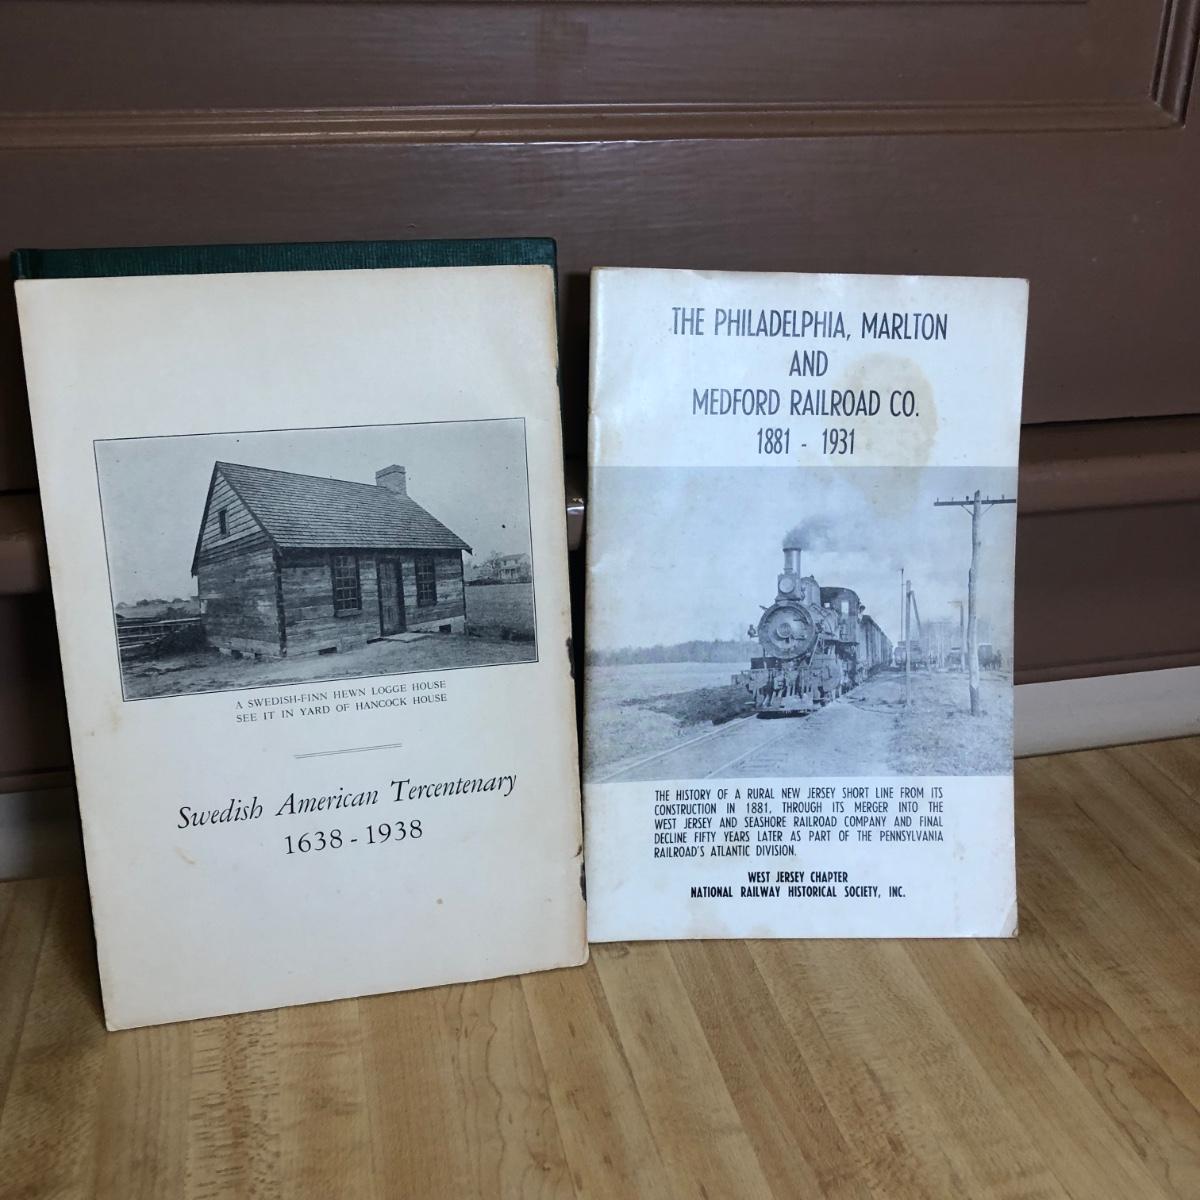 A SWEDISH-FINN HEWN LOGGE HOUSE
SEE IT IN YARD OF HANCOCK HOUSE
Swedish American Tercentenary
1638-1938
THE PHILADELPHIA, MARLTON
AND
MEDFORD RAILROAD CO.
1881 - 1931
THE HISTORY OF A RURAL NEW JERSEY SHORT LINE FROM ITS
CONSTRUCTION IN 1881, THROUGH ITS MERGER INTO THE
WEST JERSEY AND SEASHORE RAILROAD COMPANY AND FINAL
DECLINE FIFTY YEARS LATER AS PART OF THE PENNSYLVANIA
RAILROAD'S ATLANTIC DIVISION.
WEST JERSEY CHAPTER
NATIONAL RAILWAY HISTORICAL SOCIETY, INC.